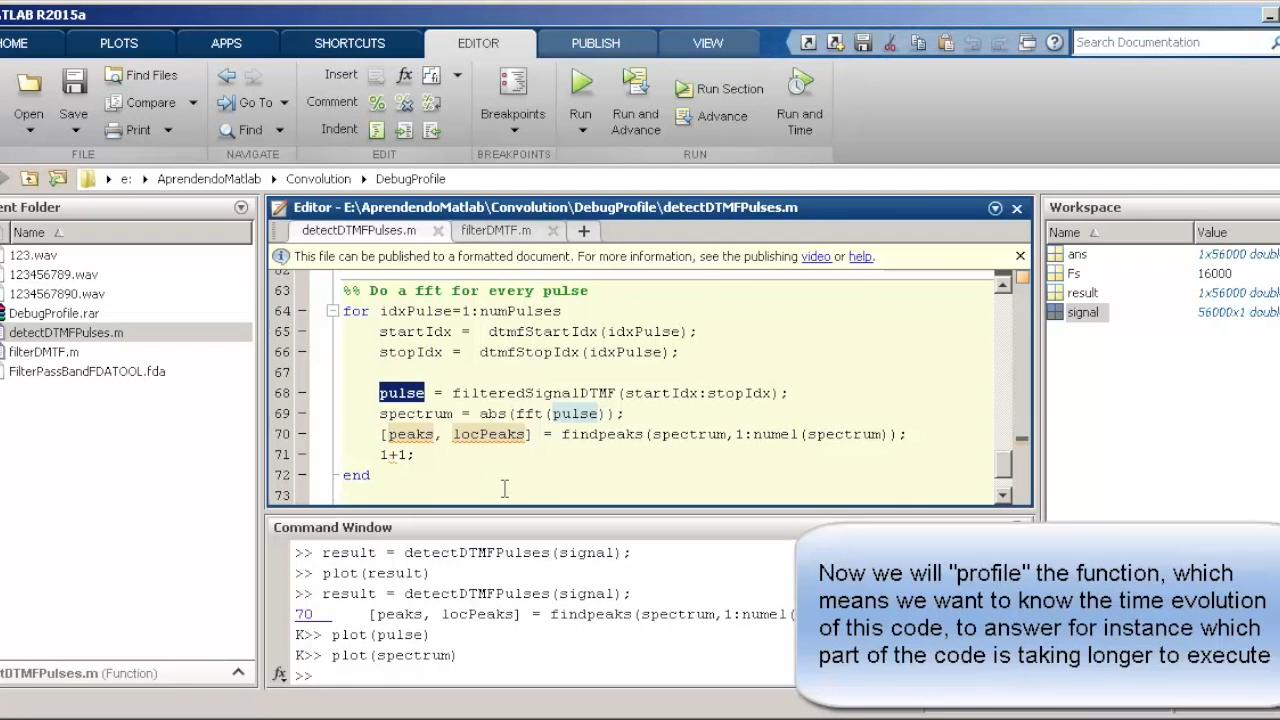 ATLAB R2015a
HOME PLOTS APPS SHORTCUTS EDITOR PUBLISH VIEW Search Documentation
Open Save Find Files Compare Print
FILE
Go To Find
NAVIGATE
Insert Comment Indent
EDIT
Breakpoints
BREAKPOINTS
Run Run and Advance Run Section Advance Run and Time
RUN
e: AprendendoMatlab Convolution DebugProfile
ent Folder
Name
123.wav
123456789.wav
1234567890.wav
DebugProfile.rar
detectDTMFPulses.m
filterDMTF.m
FilterPassBandFDATOOL.fda
ctDTMFPulses.m (Function)
Editor - E:\AprendendoMatlab\Convolution\DebugProfile\detectDTMFPulses.m
detectDTMFPulses.m filterDMTF.m
This file can be published to a formatted document. For more information, see the publishing video or help.
62
63 %% Do a fft for every pulse
64 for idxPulse=1:numPulses
65 startIdx = dtmfStartIdx(idxPulse);
66 stopIdx = dtmfStopIdx(idxPulse);
67
68 pulse = filteredSignalDTMF(startIdx:stopIdx);
69 spectrum = abs(fft(pulse));
70 [peaks, locPeaks] = findpeaks(spectrum,1:numel(spectrum));
71 1+1;
72 end
73
Command Window
>> result = detectDTMFPulses(signal);
>> plot(result)
>> result = detectDTMFPulses(signal);
70 [peaks, locPeaks] = findpeaks(spectrum,1:numel(
K>> plot(pulse)
K>> plot(spectrum)
fx >>
Workspace
Name Value
ans 1x56000 doubl
Fs 16000
result 1x56000 doubl
signal 56000x1 doubl
Now we will "profile" the function, which
means we want to know the time evolution
of this code, to answer for instance which
part of the code is taking longer to execute